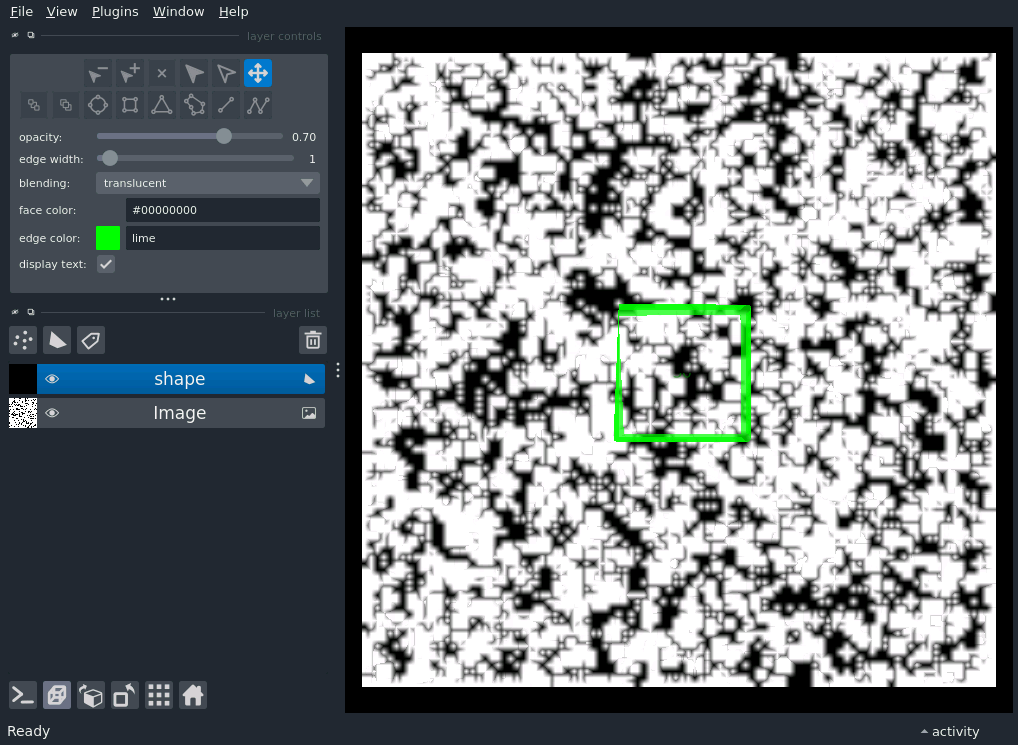 File View Plugins Window Help
layer controls
opacity: 0.70
edge width: 1
blending: translucent
face color: #00000000
edge color: lime
display text:
layer list
shape
Image
Ready
activity